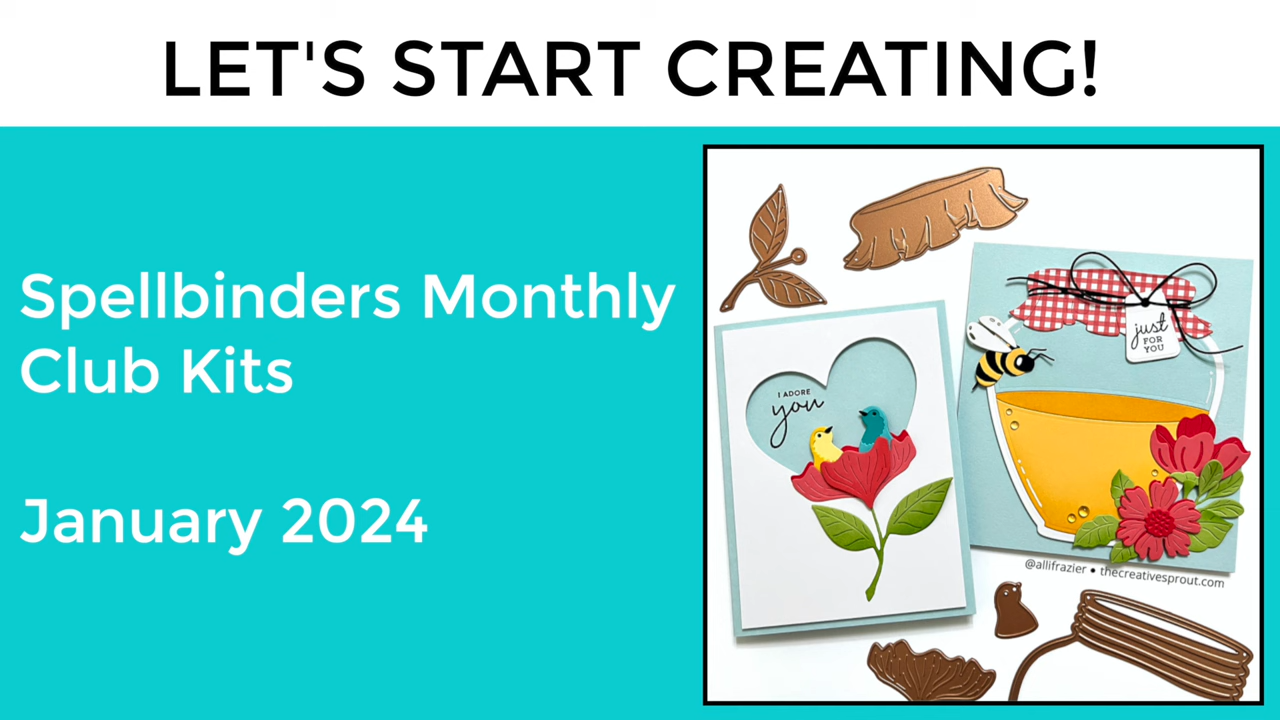 LET'S START CREATING!
Spellbinders Monthly
Club Kits
January 2024
I ADORE
you
just
FOR
YOU
@allifrazier • thecreativesprout.com